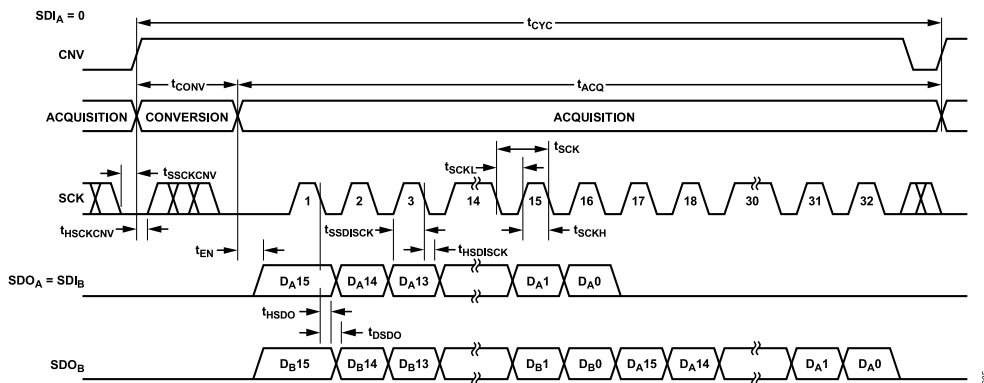 SDIA = 0
tCYC
CNV
tCONV
tACQ
ACQUISITION
CONVERSION
ACQUISITION
tSCK
tSCKL
tSSCKCNV
SCK
1
2
3
14
15
16
17
18
30
31
32
tHSCKCNV
tSSDISCK
tSCKH
tEN
tHSDISCK
SDOA = SDIB
DA15
DA14
DA13
DA1
DA0
tHSDO
tDSDO
SDOB
DB15
DB14
DB13
DB1
DB0
DA15
DA14
DA1
DA0